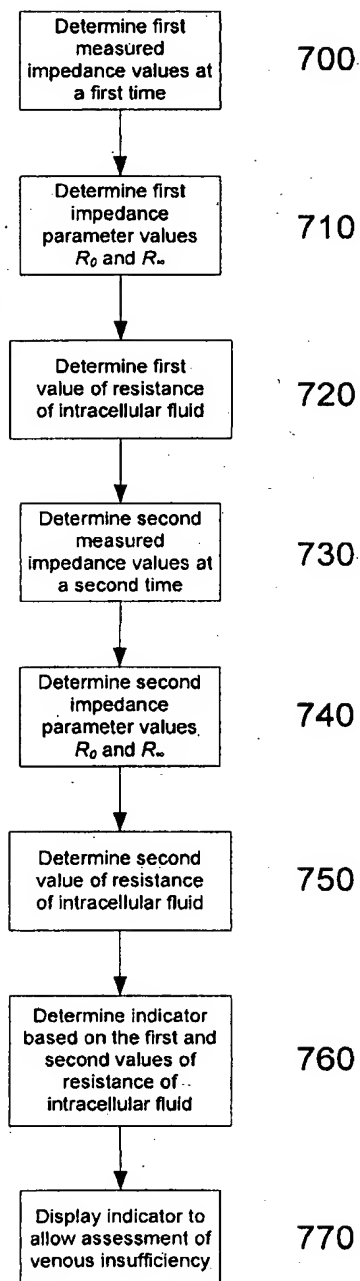 Determine first
measured
impedance values at
a first time
700
Determine first
impedance
parameter values
R₀ and R∞
710
Determine first
value of resistance
of intracellular fluid
720
Determine second
measured
impedance values at
a second time
730
Determine second
impedance
parameter values
R₀ and R∞
740
Determine second
value of resistance
of intracellular fluid
750
Determine indicator
based on the first and
second values of
resistance of
intracellular fluid
760
Display indicator to
allow assessment of
venous insufficiency
770